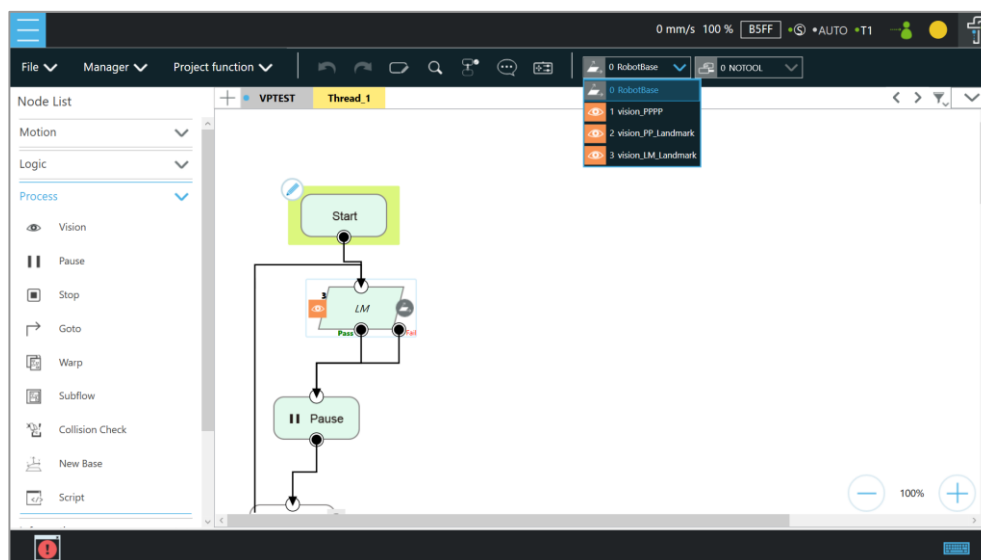 0 mm/s 100 % B5FF •Ⓢ •AUTO •T1
File Manager Project function 0 RobotBase 0 NOTOOL
0 RobotBase
1 vision_PPPP
2 vision_PP_Landmark
3 vision_LM_Landmark
Node List
VPTEST Thread_1
Motion
Logic
Process
Vision
Pause
Stop
Goto
Warp
Subflow
Collision Check
New Base
Script
Start
3
LM
Pass Fail
Pause
100%